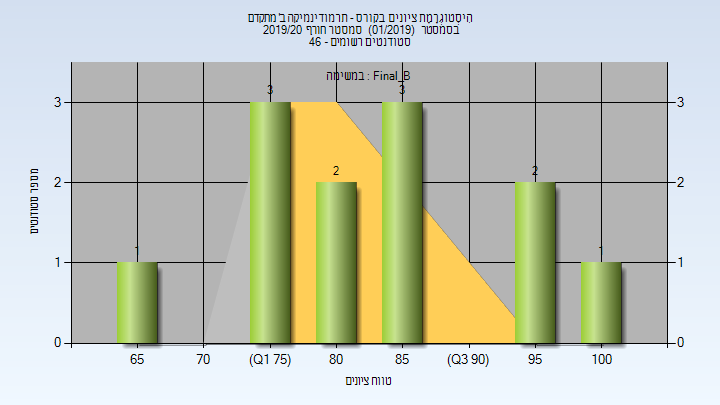 היסטוגרמת ציונים בקורס - תרמודינמיקה ב' מתקדם
בסמסטר (01/2019) סמסטר חורף 2019/20
סטודנטים רשומים - 46
במשימה : Final_B
מספר סטודנטים
3 3
2 2
1 1
0 0
1 3 2 3 2 1
65 70 (Q1 75) 80 85 (Q3 90) 95 100
טווח ציונים